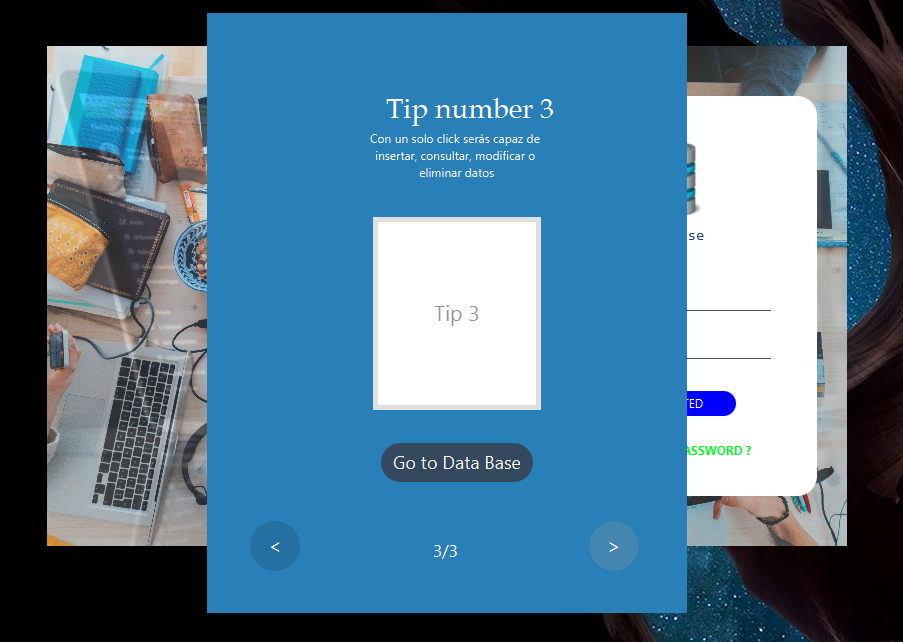 Tip number 3
Con un solo click serás capaz de
insertar, consultar, modificar o
eliminar datos
Tip 3
Go to Data Base
<
3/3
>
se
TED
ASSWORD ?